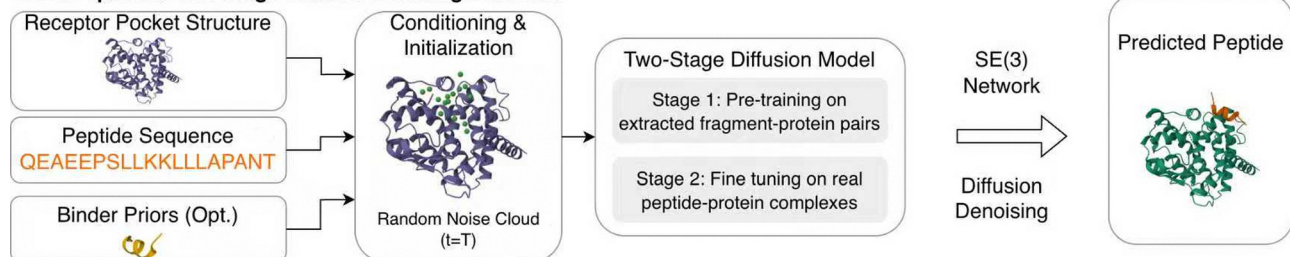 Receptor Pocket Structure
Peptide Sequence
QEAEEPSLLKKLLLAPANT
Binder Priors (Opt.)
Conditioning &
Initialization
Random Noise Cloud
(t=T)
Two-Stage Diffusion Model
Stage 1: Pre-training on
extracted fragment-protein pairs
Stage 2: Fine tuning on real
peptide-protein complexes
SE(3)
Network
Diffusion
Denoising
Predicted Peptide